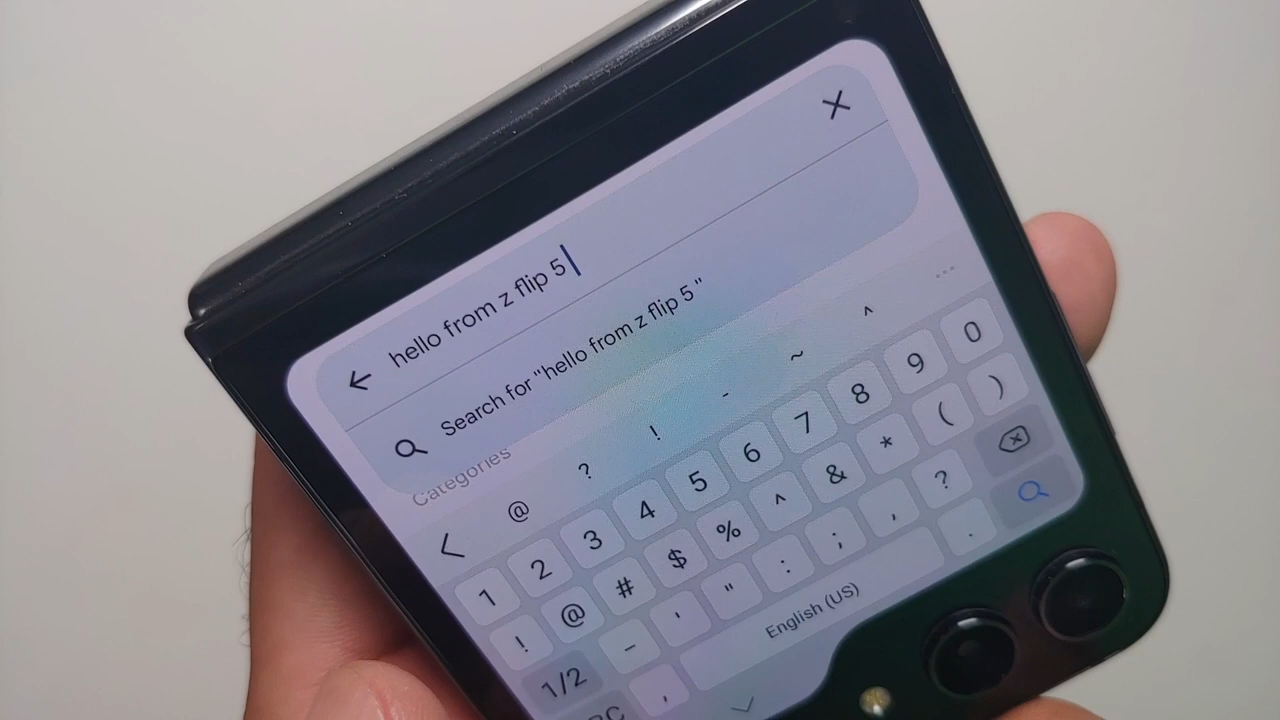 hello from z flip 5
Search for "hello from z flip 5 "
Categories
@ ? ! - ~ ^ ...
1 2 3 4 5 6 7 8 9 0
! @ # $ % ^ & * ( )
1/2 - ' " : ; , ?
, English (US) .